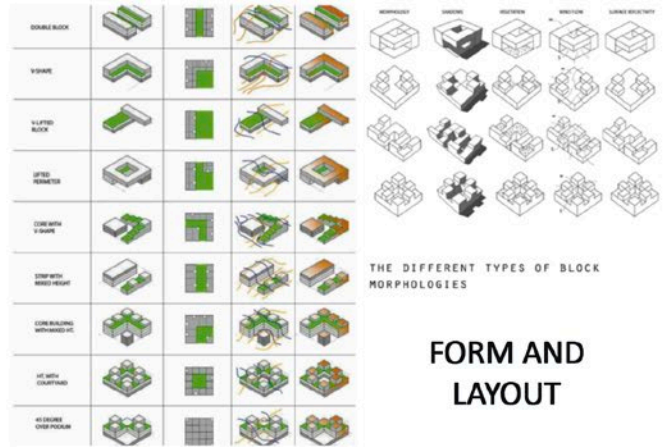 DOUBLE BLOCK
V-SHAPE
V-LIFTED
BLOCK
LIFTED
PERIMETER
CORE WITH
V-SHAPE
STRIP WITH
MIXED HEIGHT
CORE BUILDING
WITH MIXED HT.
HT. WITH
COURTYARD
45 DEGREE
OVER PODIUM
MORPHOLOGY SHADOWS VEGETATION WIND FLOW SURFACE REFLECTIVITY
THE DIFFERENT TYPES OF BLOCK
MORPHOLOGIES
FORM AND
LAYOUT